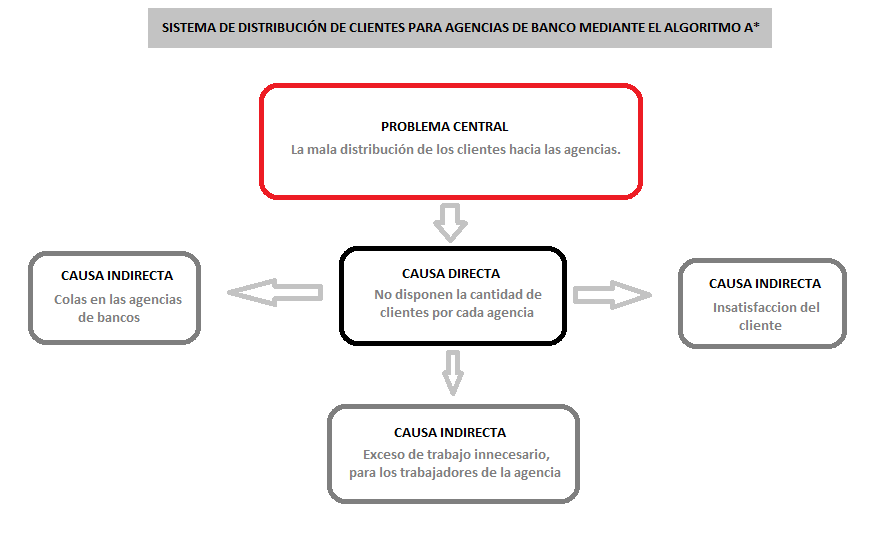 SISTEMA DE DISTRIBUCIÓN DE CLIENTES PARA AGENCIAS DE BANCO MEDIANTE EL ALGORITMO A*
PROBLEMA CENTRAL
La mala distribución de los clientes hacia las agencias.
CAUSA INDIRECTA
Colas en las agencias
de bancos
CAUSA DIRECTA
No disponen la cantidad de
clientes por cada agencia
CAUSA INDIRECTA
Insatisfaccion del
cliente
CAUSA INDIRECTA
Exceso de trabajo innecesario,
para los trabajadores de la agencia